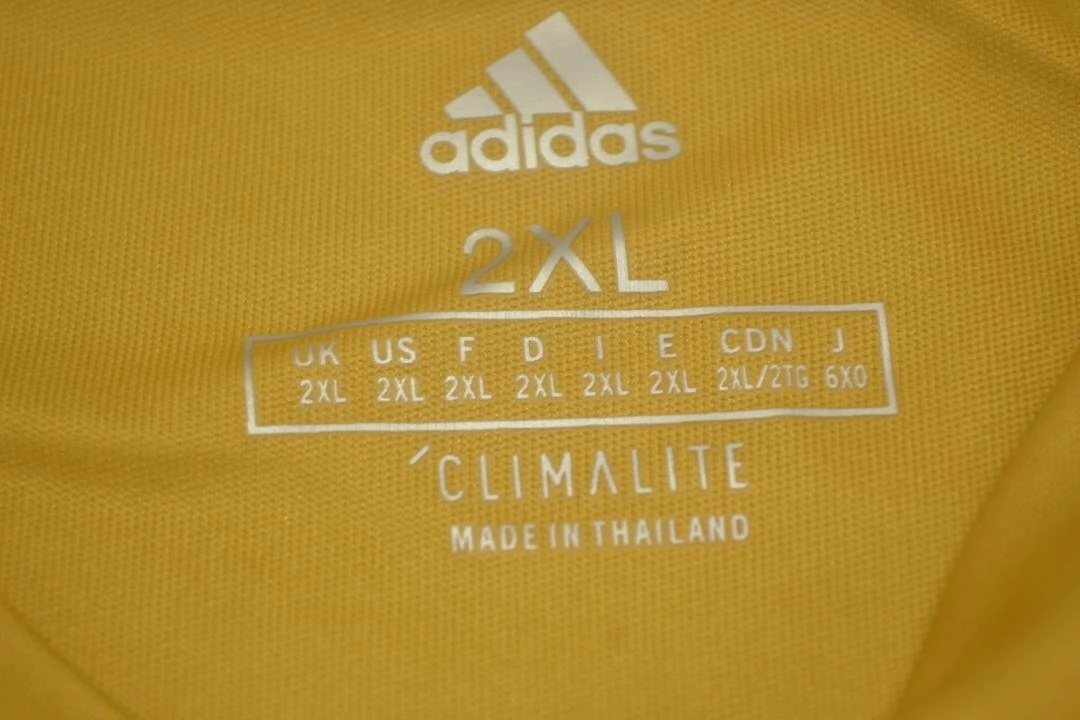 adidas
2XL
UK US F D I E CDN J
2XL 2XL 2XL 2XL 2XL 2XL 2XL/2TG 6XO
´CLIMALITE
MADE IN THAILAND